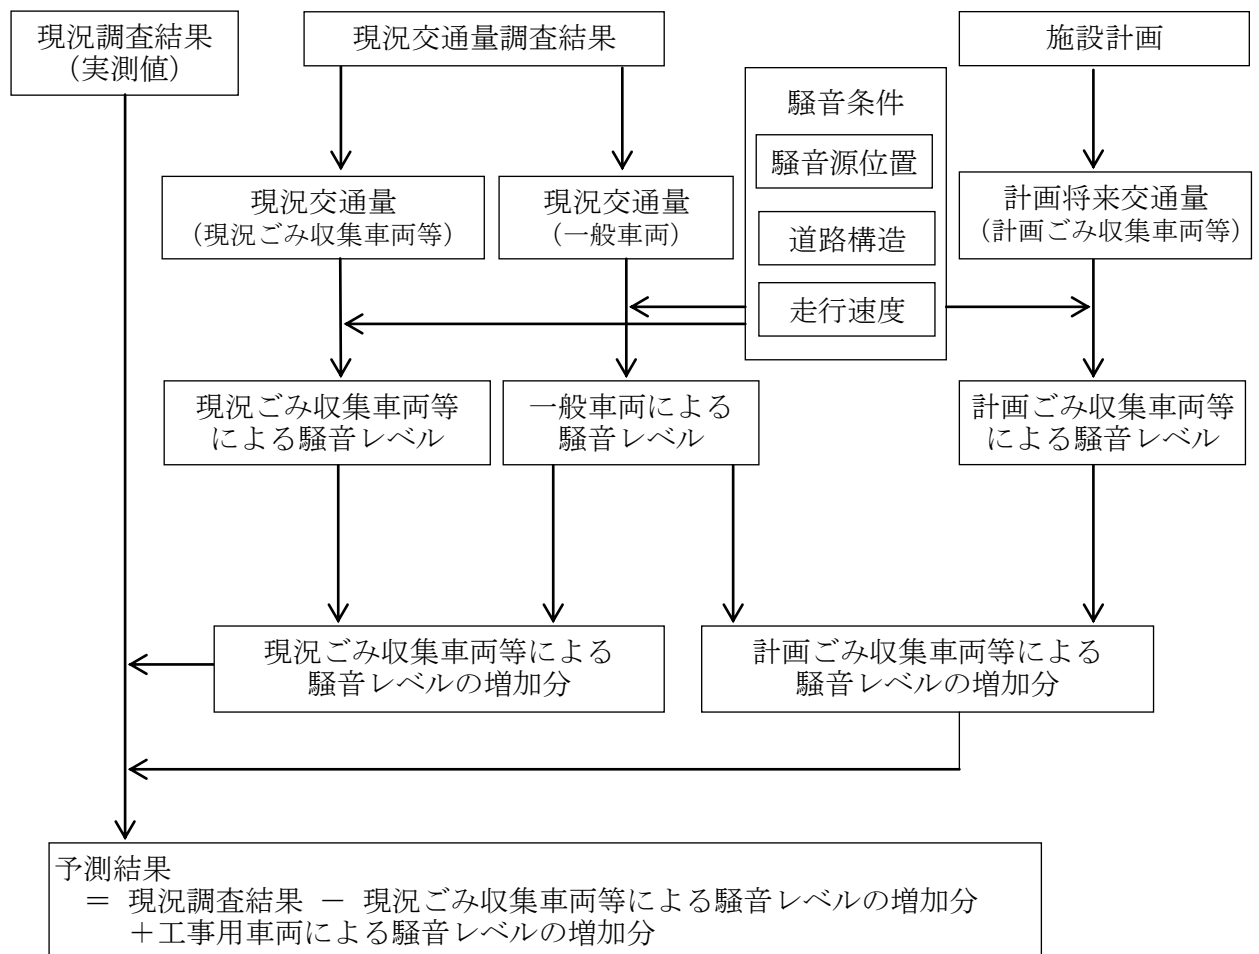 現況調査結果
（実測値）
現況交通量調査結果
施設計画
騒音条件
騒音源位置
道路構造
走行速度
現況交通量
（現況ごみ収集車両等）
現況交通量
（一般車両）
計画将来交通量
（計画ごみ収集車両等）
現況ごみ収集車両等
による騒音レベル
一般車両による
騒音レベル
計画ごみ収集車両等
による騒音レベル
現況ごみ収集車両等による
騒音レベルの増加分
計画ごみ収集車両等による
騒音レベルの増加分
予測結果
＝ 現況調査結果 － 現況ごみ収集車両等による騒音レベルの増加分
＋工事用車両による騒音レベルの増加分